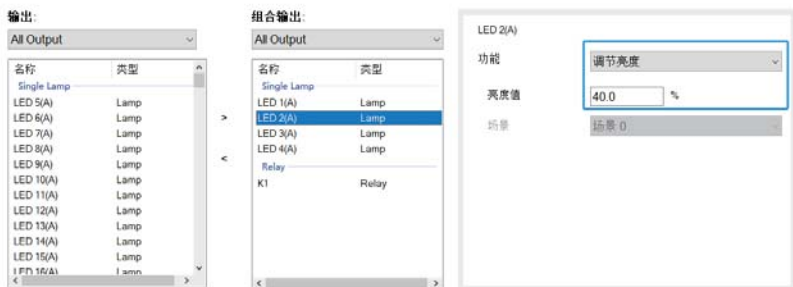 输出:
All Output
名称 类型
Single Lamp
LED 5(A) Lamp
LED 6(A) Lamp
LED 7(A) Lamp
LED 8(A) Lamp
LED 9(A) Lamp
LED 10(A) Lamp
LED 11(A) Lamp
LED 12(A) Lamp
LED 13(A) Lamp
LED 14(A) Lamp
LED 15(A) Lamp
LED 16(A) Lamp
>
<
组合输出:
All Output
名称 类型
Single Lamp
LED 1(A) Lamp
LED 2(A) Lamp
LED 3(A) Lamp
LED 4(A) Lamp
Relay
K1 Relay
LED 2(A)
功能 调节亮度
亮度值 40.0 %
场景 场景 0